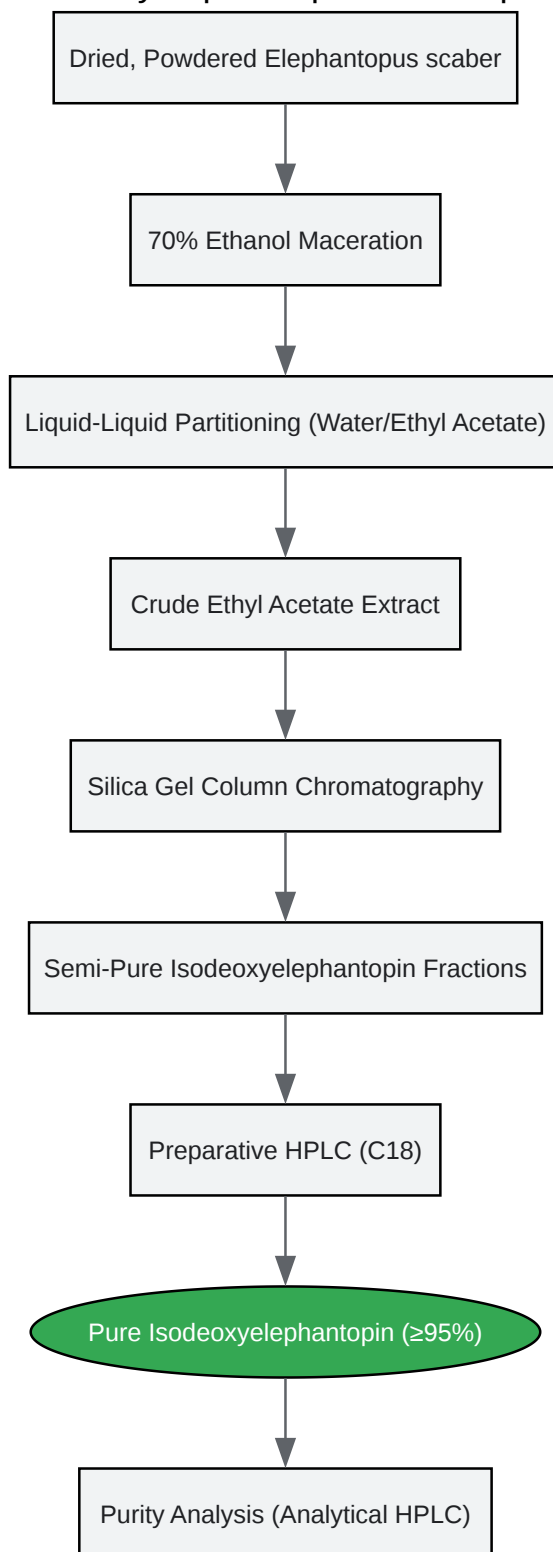 Dried, Powdered Elephantopus scaber
70% Ethanol Maceration
Liquid-Liquid Partitioning (Water/Ethyl Acetate)
Crude Ethyl Acetate Extract
Silica Gel Column Chromatography
Semi-Pure Isodeoxyelephantopin Fractions
Preparative HPLC (C18)
Pure Isodeoxyelephantopin (≥95%)
Purity Analysis (Analytical HPLC)